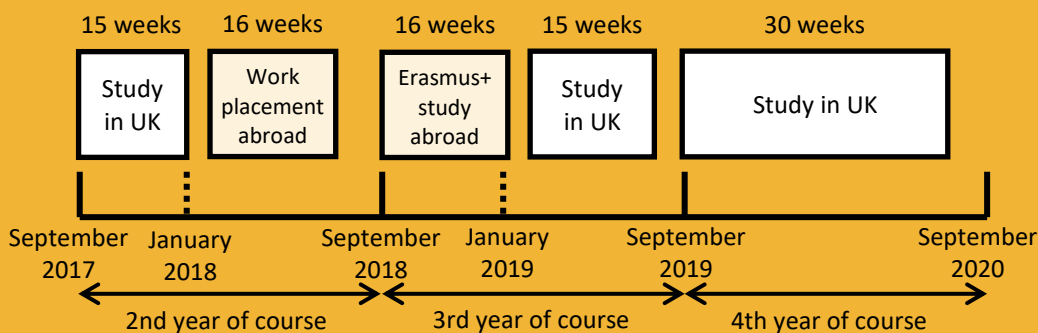 15 weeks
16 weeks
16 weeks
15 weeks
30 weeks
Study
in UK
Work
placement
abroad
Erasmus+
study
abroad
Study
in UK
Study in UK
September
2017
January
2018
September
2018
January
2019
September
2019
September
2020
2nd year of course
3rd year of course
4th year of course